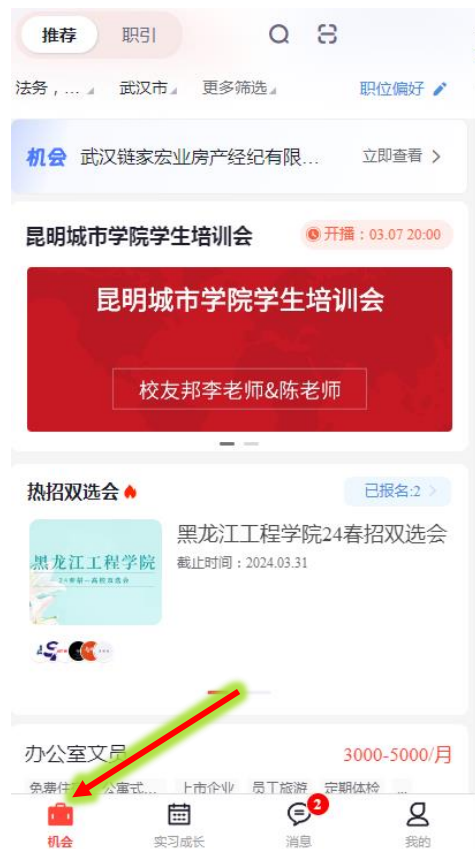 推荐 职引
法务，... 武汉市 更多筛选 职位偏好
机会 武汉链家宏业房产经纪有限... 立即查看
昆明城市学院学生培训会 开播：03.07 20:00
昆明城市学院学生培训会
校友邦李老师&陈老师
热招双选会 已报名:2
黑龙江工程学院24春招双选会
截止时间：2024.03.31
黑龙江工程学院
办公室文员 3000-5000/月
上市企业 员工旅游 定期体检 ...
2
机会 实习成长 消息 我的